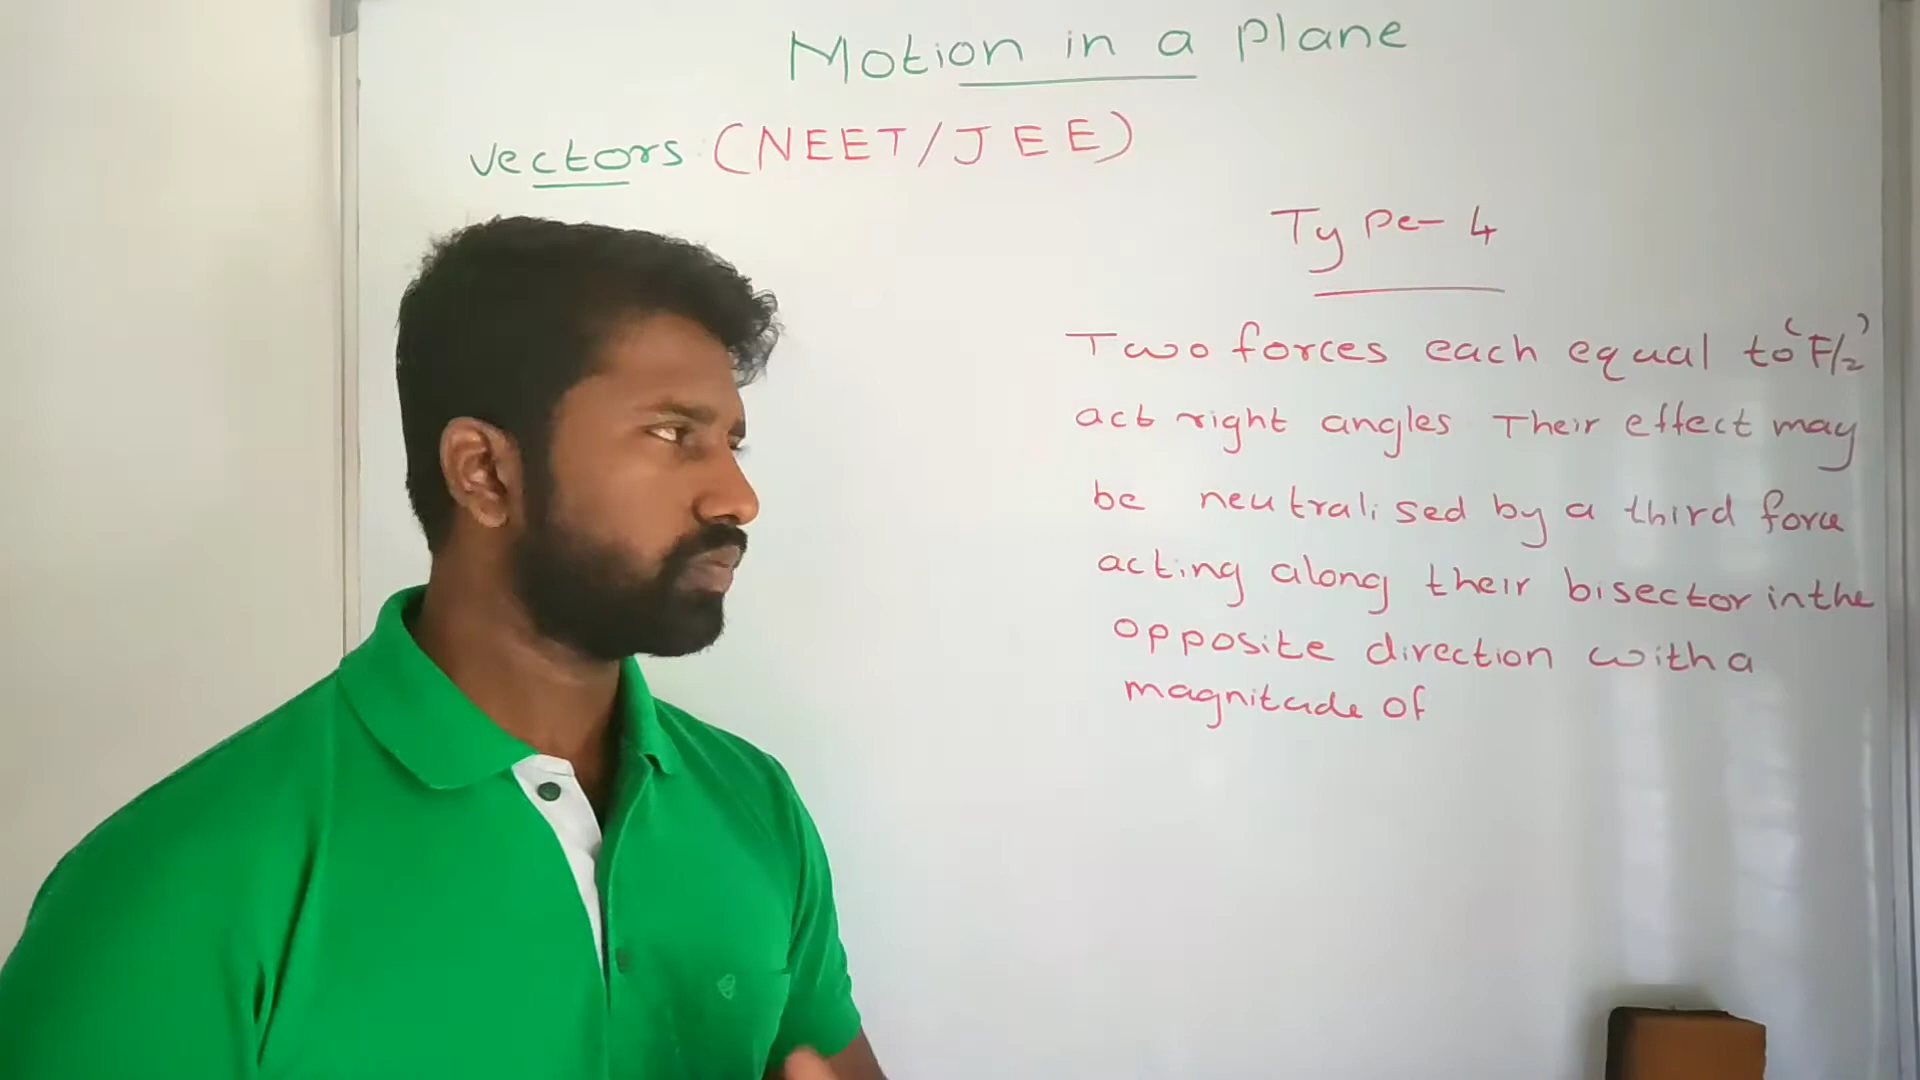 Motion in a plane
vectors (NEET/JEE)
Type-4
Two forces each equal to 'F/2'
act right angles Their effect may
be neutralised by a third force
acting along their bisector in the
opposite direction with a
magnitude of